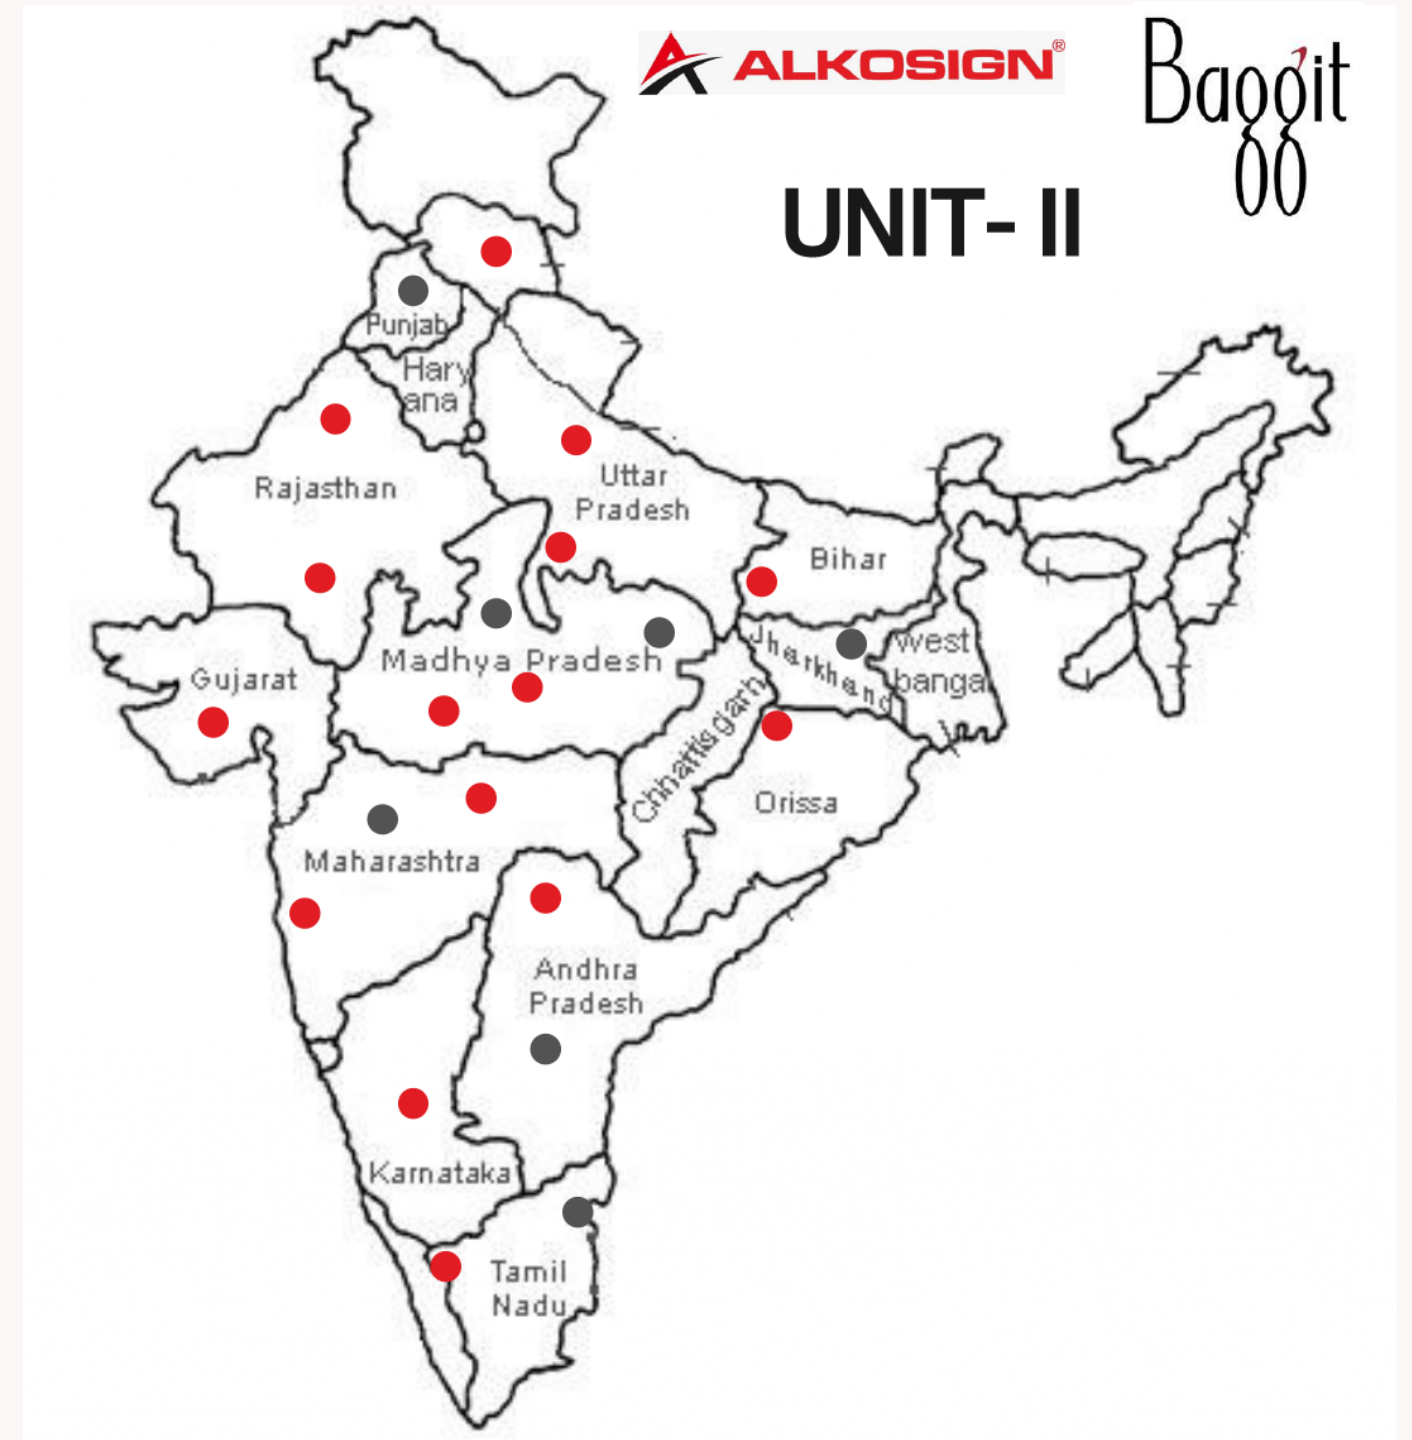 ALKOSIGN®
Baggit
UNIT- II
Punjab
Hary
ana
Rajasthan
Uttar
Pradesh
Bihar
Jharkhand
west
banga
Madhya Pradesh
Gujarat
Chhattisgarh
Orissa
Maharashtra
Andhra
Pradesh
Karnataka
Tamil
Nadu